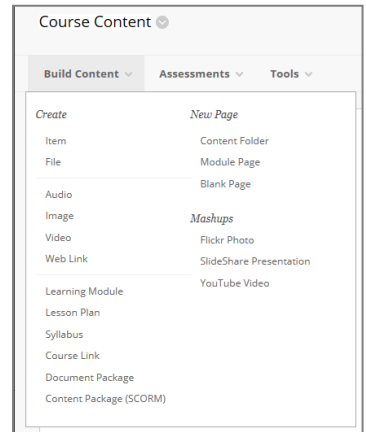 Course Content
Build Content
Assessments
Tools
Create
Item
File
Audio
Image
Video
Web Link
Learning Module
Lesson Plan
Syllabus
Course Link
Document Package
Content Package (SCORM)
New Page
Content Folder
Module Page
Blank Page
Mashups
Flickr Photo
SlideShare Presentation
YouTube Video